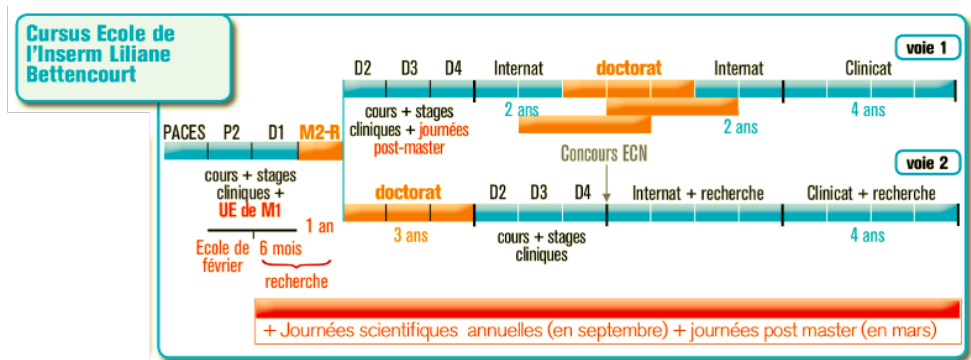 Cursus Ecole de
l'Inserm Liliane
Bettencourt
voie 1
D2 D3 D4 Internat doctorat Internat Clinicat
cours + stages
cliniques + journées
post-master
2 ans
2 ans
4 ans
PACES P2 D1 M2-R
cours + stages
cliniques +
UE de M1
1 an
Ecole de
février
6 mois
recherche
Concours ECN
voie 2
doctorat D2 D3 D4 Internat + recherche Clinicat + recherche
3 ans
cours + stages
cliniques
4 ans
+ Journées scientifiques annuelles (en septembre) + journées post master (en mars)